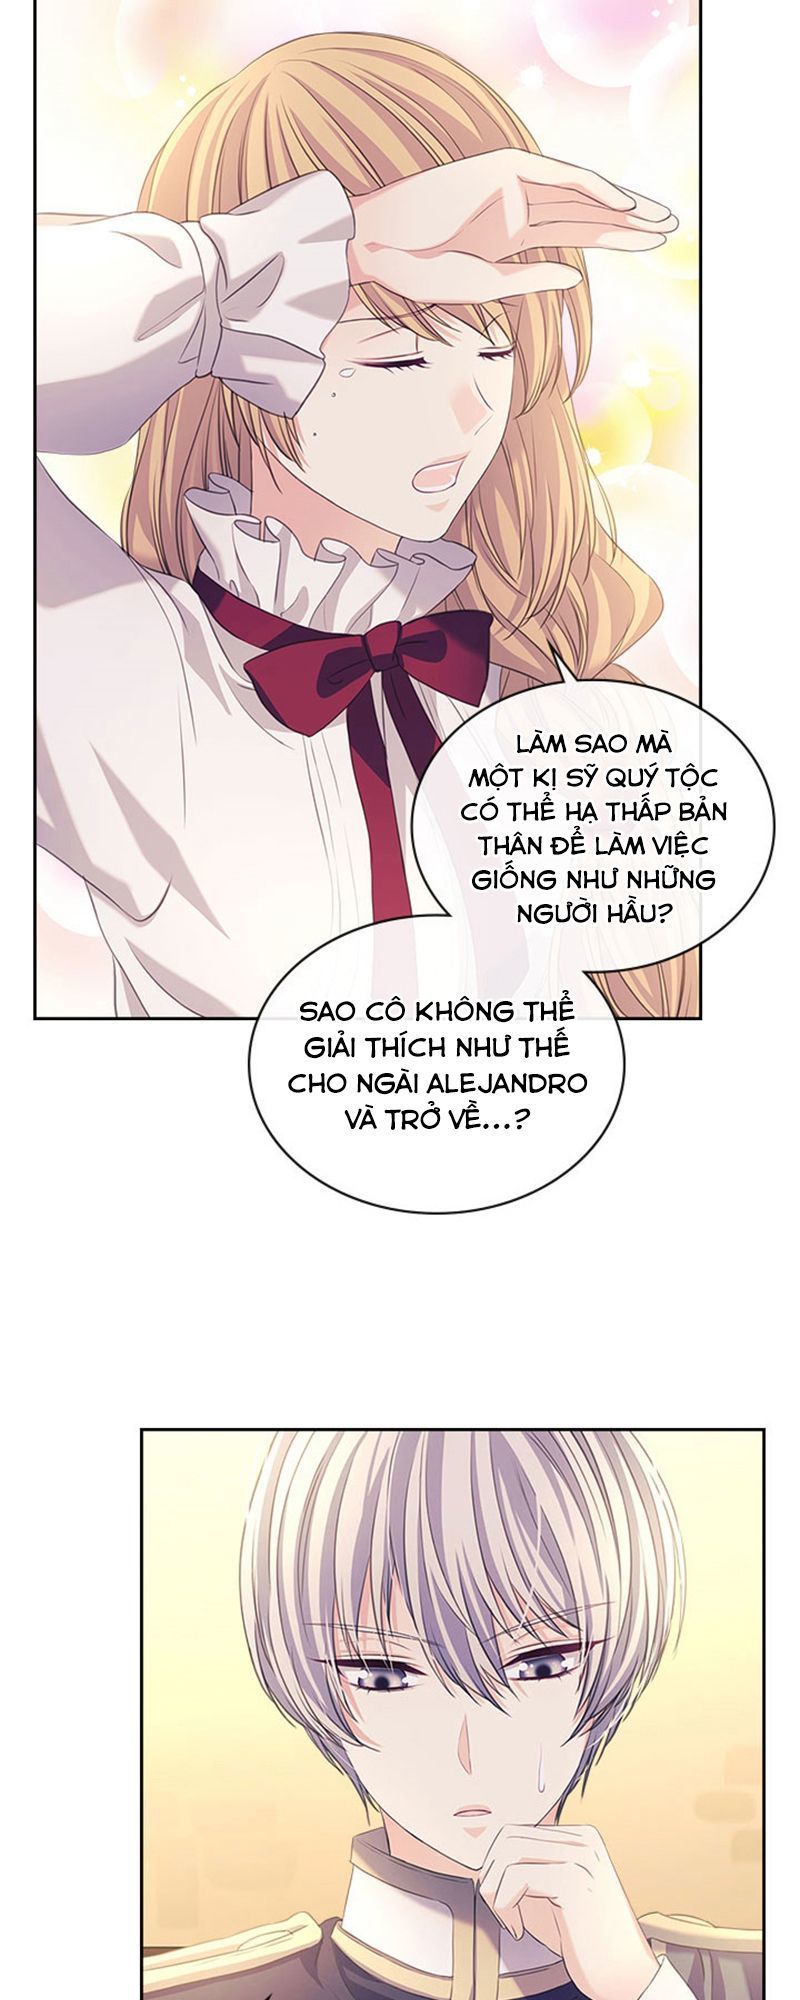 LÀM SAO MÀ
MỘT KỊ SỸ QUÝ TỘC
CÓ THỂ HẠ THẤP BẢN
THÂN ĐỂ LÀM VIỆC
GIỐNG NHƯ NHỮNG
NGƯỜI HẦU?
SAO CÔ KHÔNG THỂ
GIẢI THÍCH NHƯ THẾ
CHO NGÀI ALEJANDRO
VÀ TRỞ VỀ...?